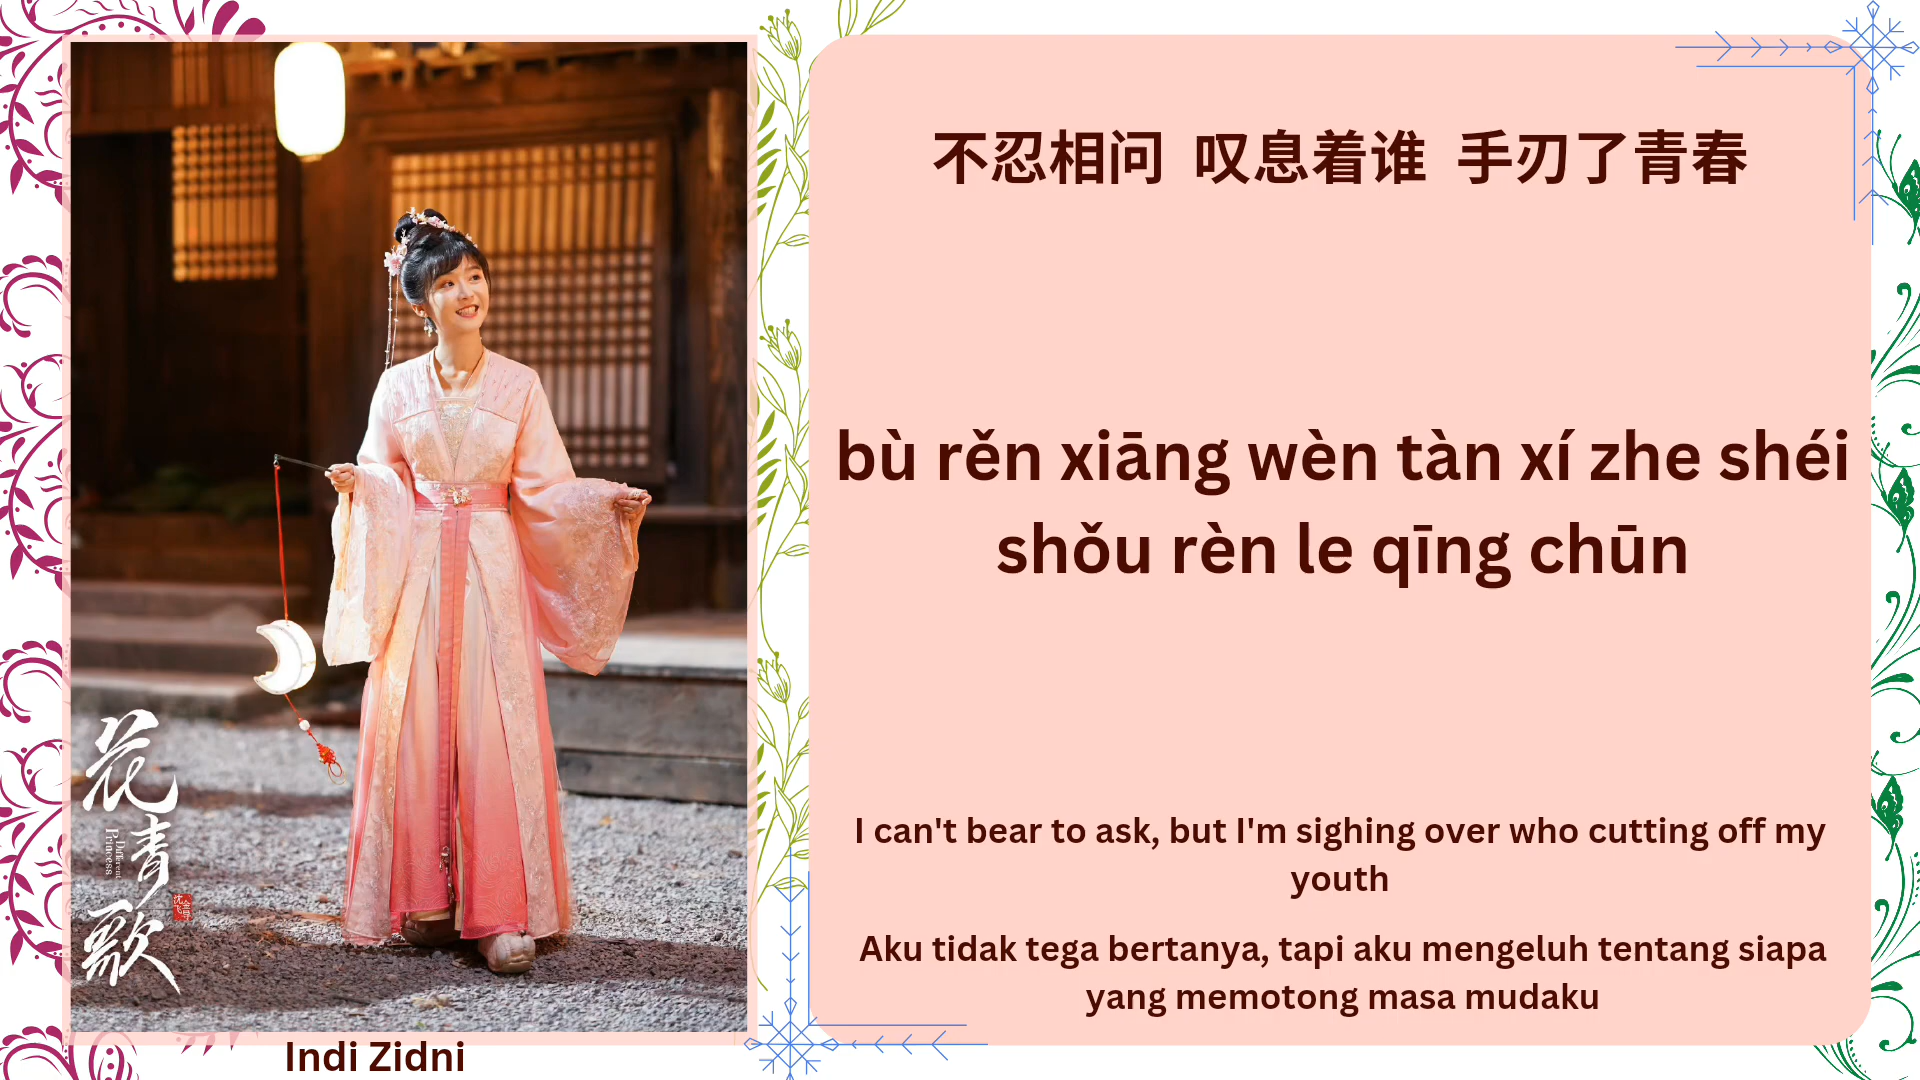 不忍相问 叹息着谁 手刃了青春
bù rěn xiāng wèn tàn xí zhe shéi
shǒu rèn le qīng chūn
I can't bear to ask, but I'm sighing over who cutting off my
youth
Aku tidak tega bertanya, tapi aku mengeluh tentang siapa
yang memotong masa mudaku
花青歌
Different
Princess
Indi Zidni